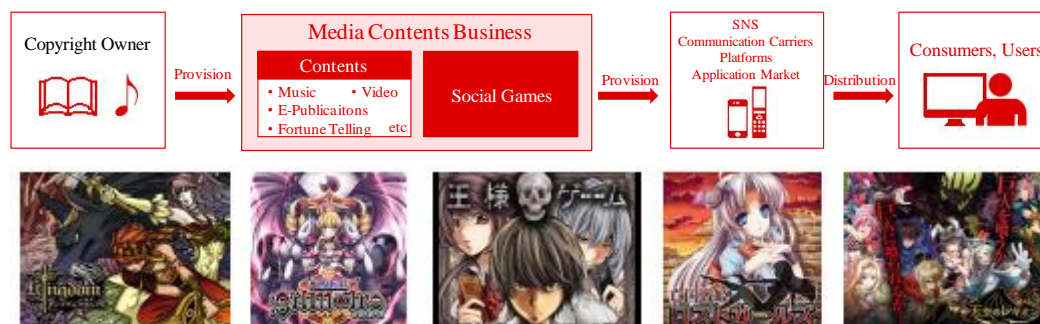 Copyright Owner
Provision
Media Contents Business
Contents
• Music • Video
• E-Publicaitons
• Fortune Telling etc
Social Games
Provision
SNS
Communication Carriers
Platforms
Application Market
Distribution
Consumers, Users
Kingdom
王様ゲーム